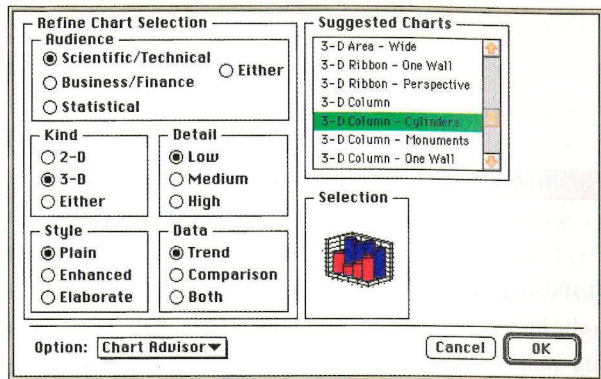 Refine Chart Selection
Audience
Scientific/Technical
Either
Business/Finance
Statistical
Kind
2-D
3-D
Either
Detail
Low
Medium
High
Style
Plain
Enhanced
Elaborate
Data
Trend
Comparison
Both
Suggested Charts
3-D Area - Wide
3-D Ribbon - One Wall
3-D Ribbon - Perspective
3-D Column
3-D Column - Cylinders
3-D Column - Monuments
3-D Column - One Wall
Selection
Option: Chart Advisor
Cancel
OK